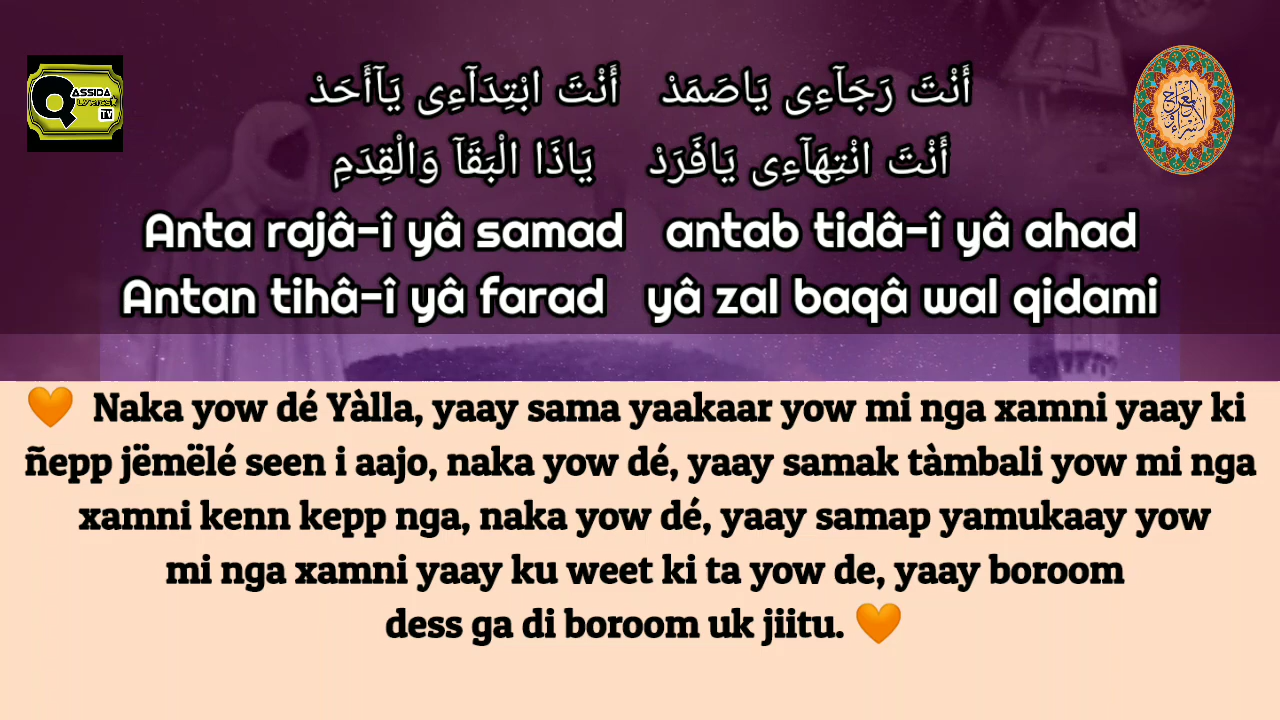 QASSIDA
Lyrics
TV
أَنْتَ رَجَآءِى يَاصَمَدْ أَنْتَ ابْتِدَآءِى يَآأَحَدْ
أَنْتَ انْتِهَآءِى يَافَرَدْ يَاذَا الْبَقَآ وَالْقِدَمِ
Anta rajâ-î yâ samad antab tidâ-î yâ ahad
Antan tihâ-î yâ farad yâ zal baqâ wal qidami
🧡 Naka yow dé Yàlla, yaay sama yaakaar yow mi nga xamni yaay ki
ñepp jëmëlé seen i aajo, naka yow dé, yaay samak tàmbali yow mi nga
xamni kenn kepp nga, naka yow dé, yaay samap yamukaay yow
mi nga xamni yaay ku weet ki ta yow de, yaay boroom
dess ga di boroom uk jiitu. 🧡